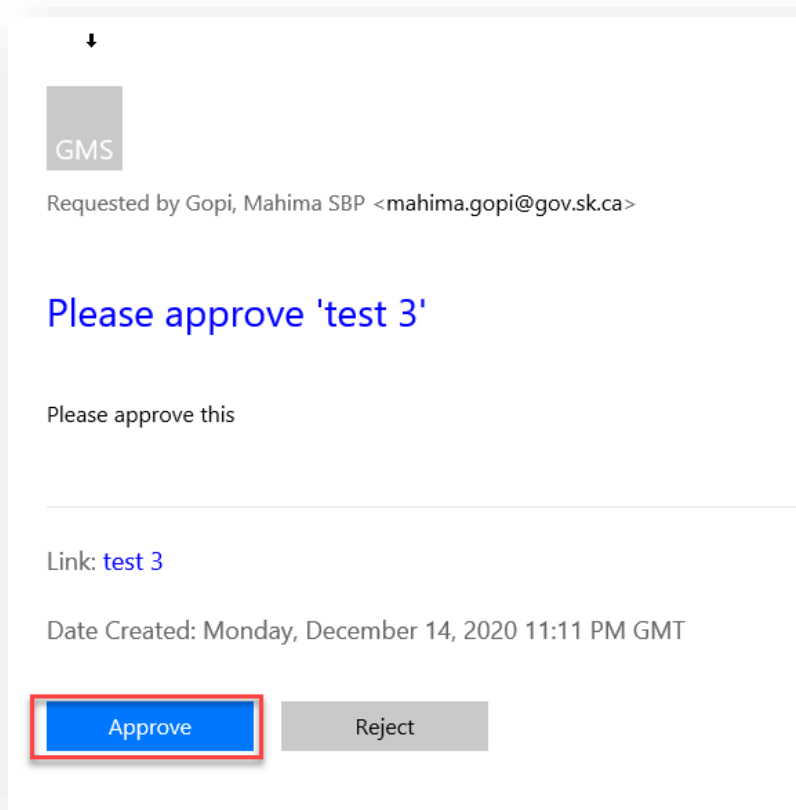 GMS
Requested by Gopi, Mahima SBP <mahima.gopi@gov.sk.ca>
Please approve 'test 3'
Please approve this
Link: test 3
Date Created: Monday, December 14, 2020 11:11 PM GMT
Approve
Reject